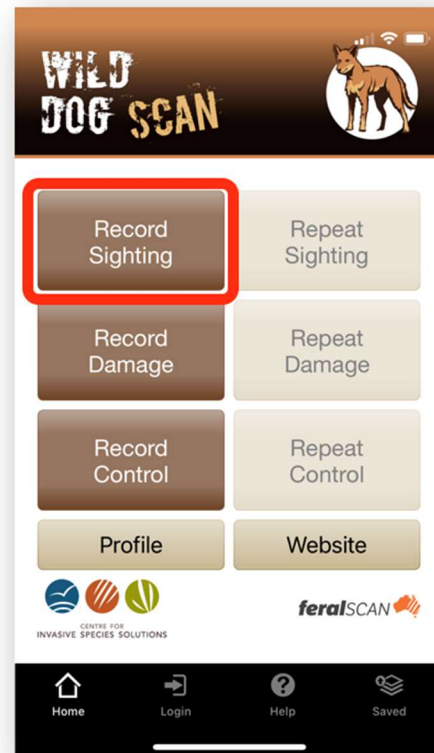 WILD
DOG SCAN
Record
Sighting
Repeat
Sighting
Record
Damage
Repeat
Damage
Record
Control
Repeat
Control
Profile
Website
CENTRE FOR
INVASIVE SPECIES SOLUTIONS
feralSCAN
Home
Login
Help
Saved